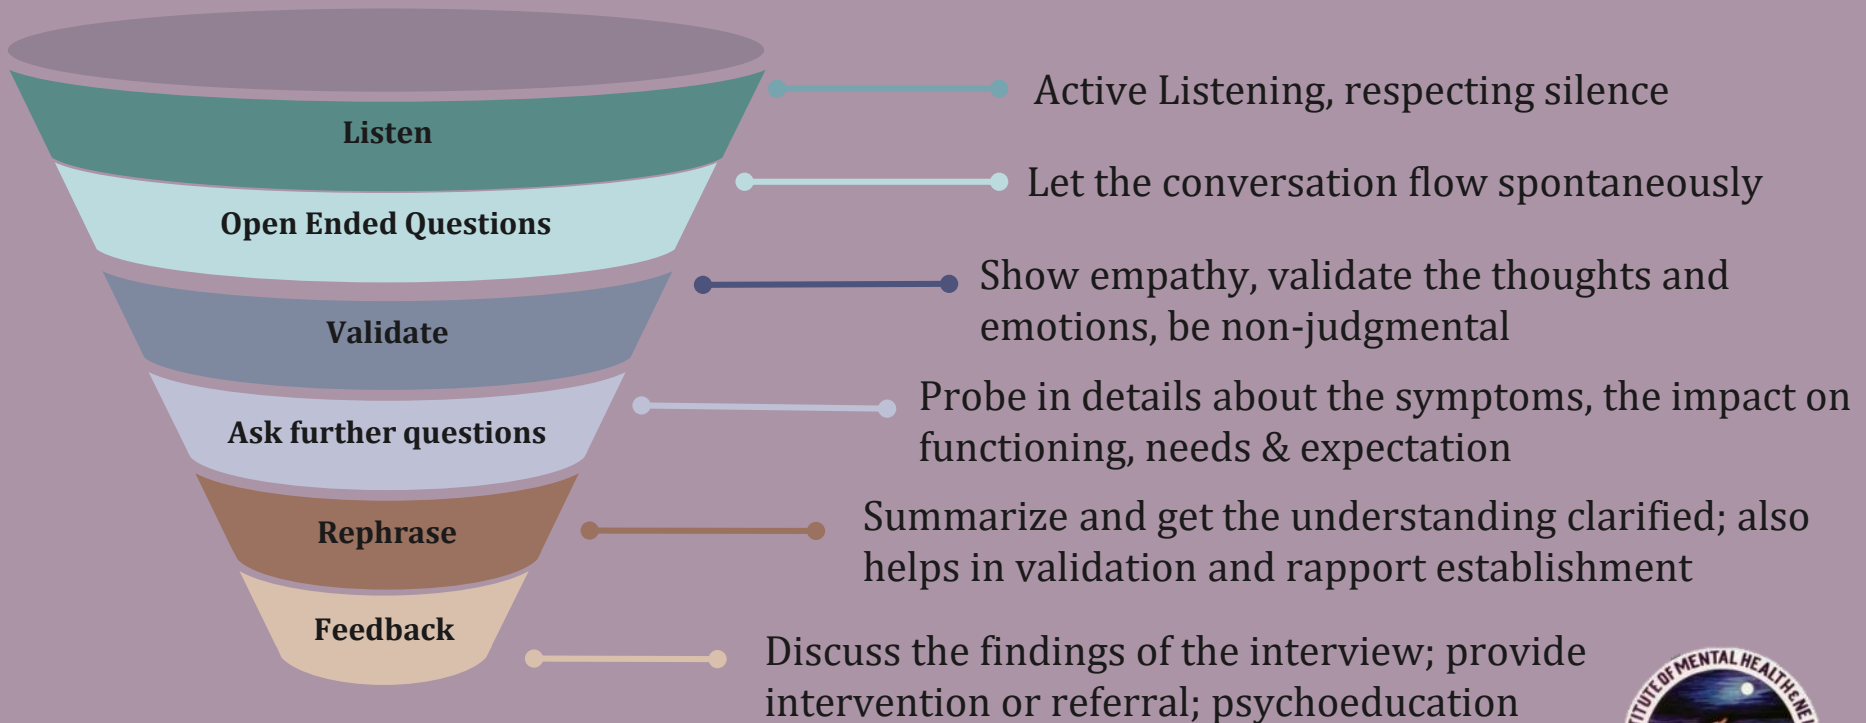 Listen
Active Listening, respecting silence
Open Ended Questions
Let the conversation flow spontaneously
Validate
Show empathy, validate the thoughts and
emotions, be non-judgmental
Ask further questions
Probe in details about the symptoms, the impact on
functioning, needs & expectation
Rephrase
Summarize and get the understanding clarified; also
helps in validation and rapport establishment
Feedback
Discuss the findings of the interview; provide
intervention or referral; psychoeducation
OF MENTAL HEALTH